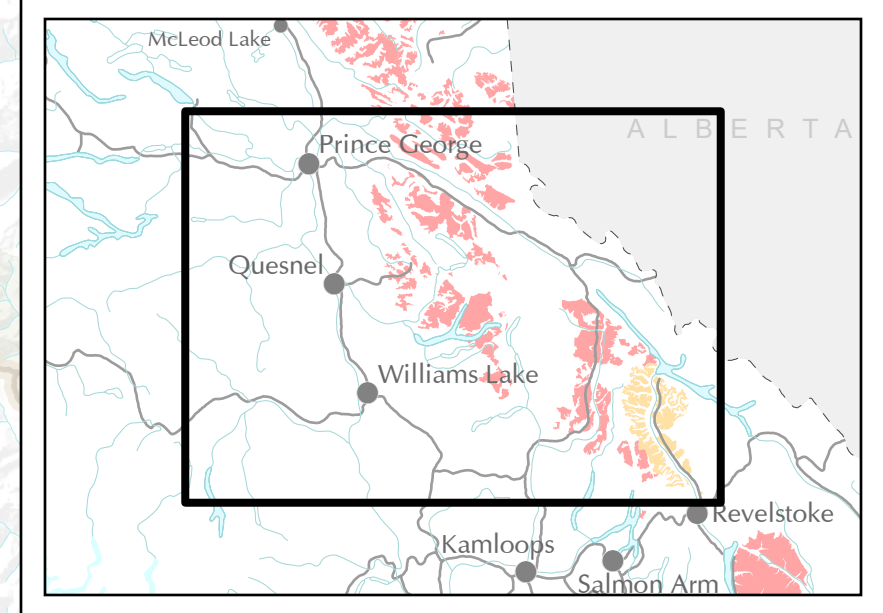 McLeod Lake
ALBERTA
Prince George
Quesnel
Williams Lake
Revelstoke
Kamloops
Salmon Arm